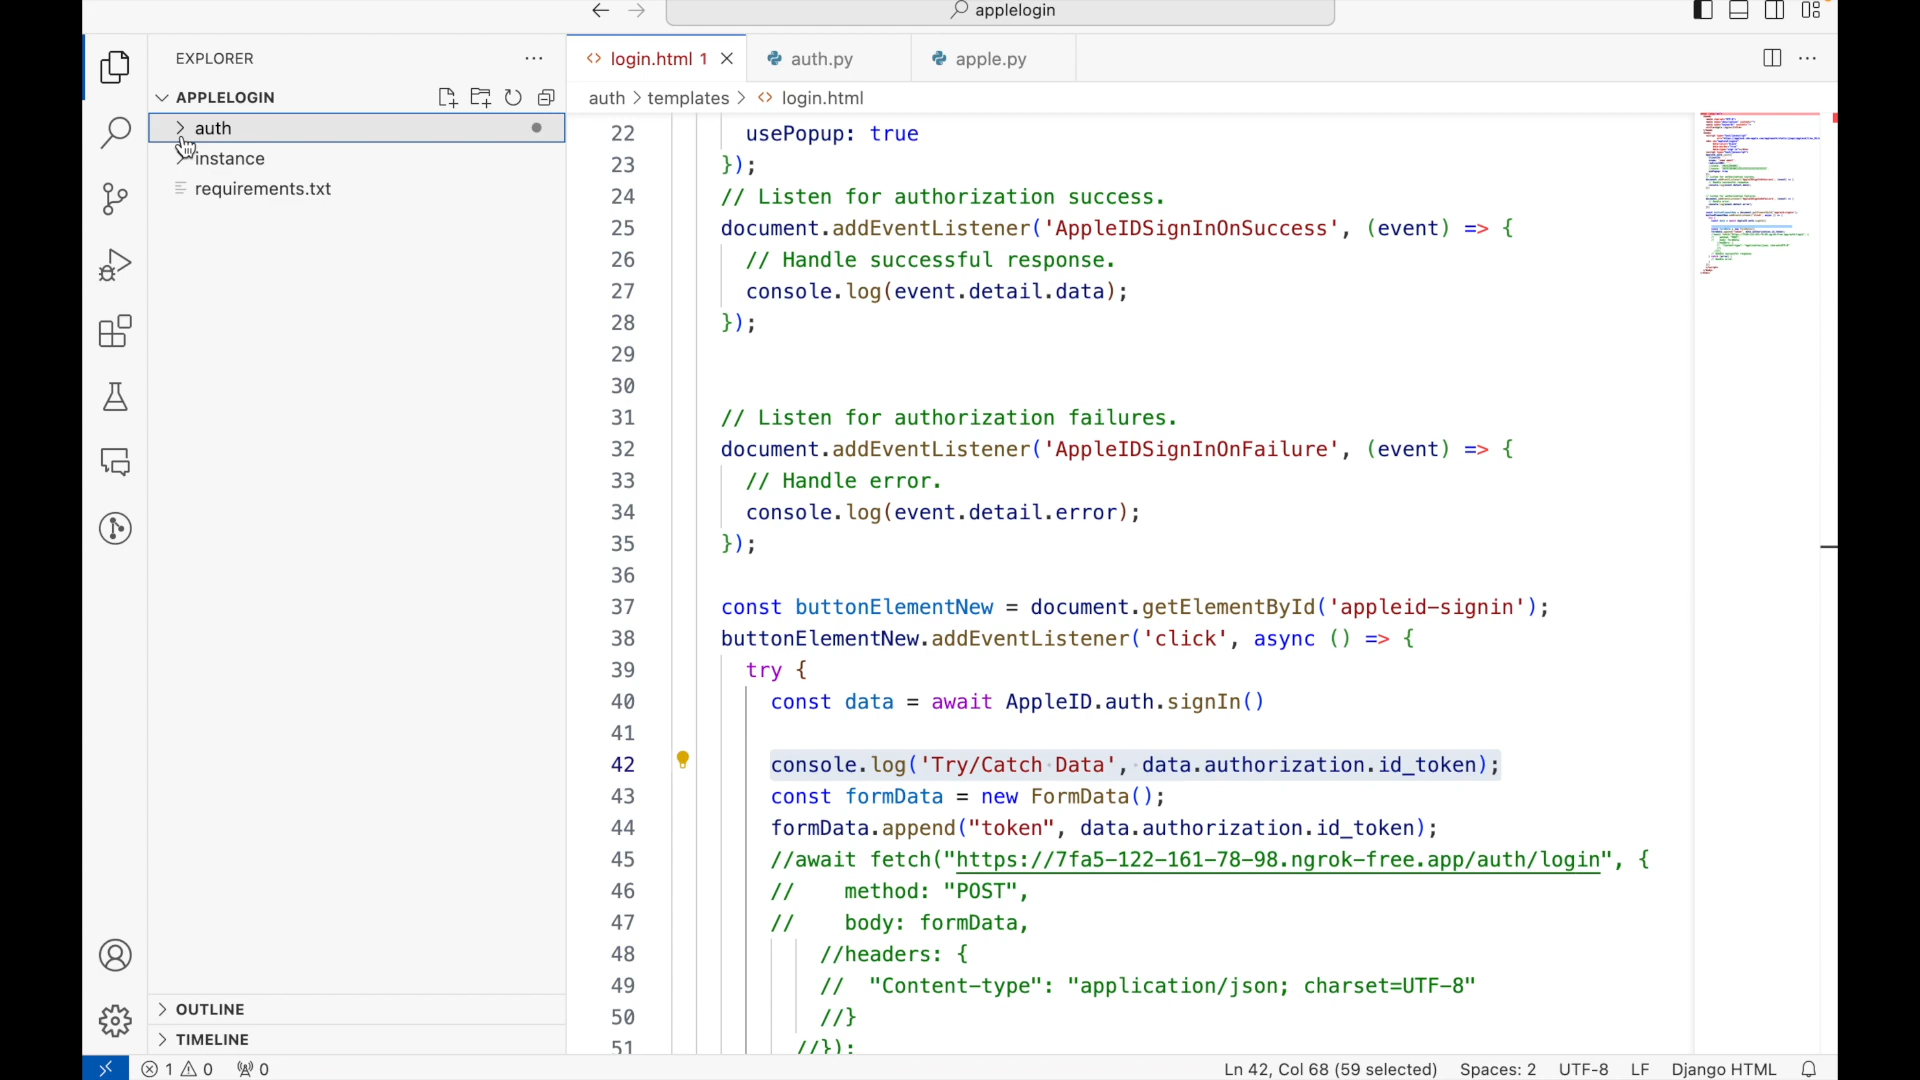 applelogin
EXPLORER
APPLELOGIN
auth
instance
requirements.txt
OUTLINE
TIMELINE
login.html 1
auth.py
apple.py
auth > templates > login.html
22 usePopup: true
23 });
24 // Listen for authorization success.
25 document.addEventListener('AppleIDSignInOnSuccess', (event) => {
26 // Handle successful response.
27 console.log(event.detail.data);
28 });
29
30
31 // Listen for authorization failures.
32 document.addEventListener('AppleIDSignInOnFailure', (event) => {
33 // Handle error.
34 console.log(event.detail.error);
35 });
36
37 const buttonElementNew = document.getElementById('appleid-signin');
38 buttonElementNew.addEventListener('click', async () => {
39 try {
40 const data = await AppleID.auth.signIn()
41
42 console.log('Try/Catch Data', data.authorization.id_token);
43 const formData = new FormData();
44 formData.append("token", data.authorization.id_token);
45 //await fetch("https://7fa5-122-161-78-98.ngrok-free.app/auth/login", {
46 // method: "POST",
47 // body: formData,
48 //headers: {
49 // "Content-type": "application/json; charset=UTF-8"
50 //}
51 //});
1 0 0
Ln 42, Col 68 (59 selected) Spaces: 2 UTF-8 LF Django HTML